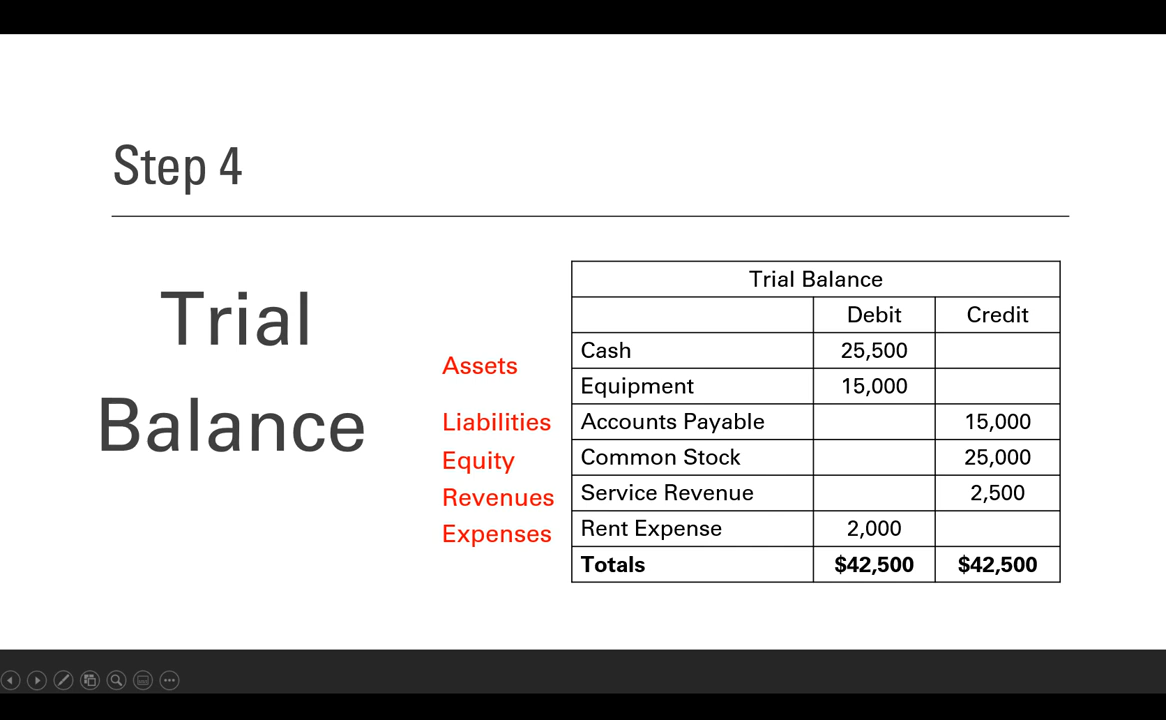 Step 4
Trial
Balance
Assets
Liabilities
Equity
Revenues
Expenses
Trial Balance
Debit Credit
Cash 25,500
Equipment 15,000
Accounts Payable 15,000
Common Stock 25,000
Service Revenue 2,500
Rent Expense 2,000
Totals $42,500 $42,500